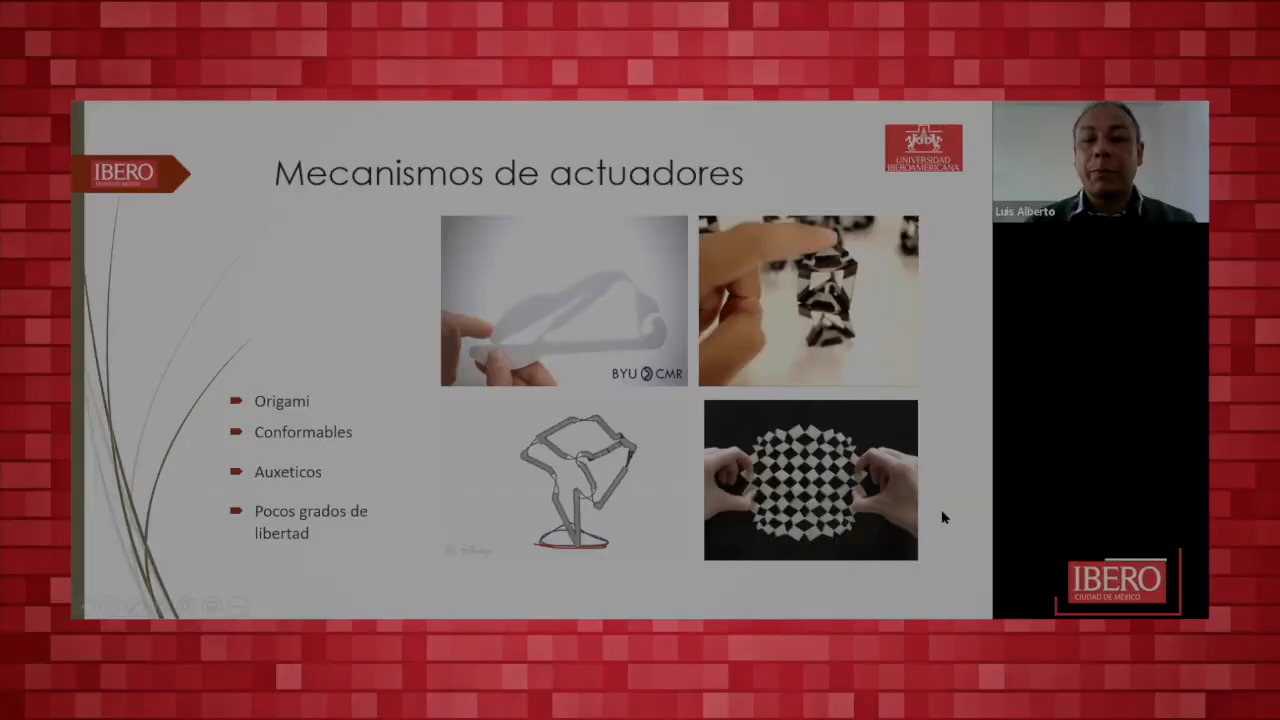 IBERO
Mecanismos de actuadores
UNIVERSIDAD
IBEROAMERICANA
Luis Alberto
BYU CMR
Origami
Conformables
Auxeticos
Pocos grados de
libertad
© Disney
IBERO
CIUDAD DE MÉXICO